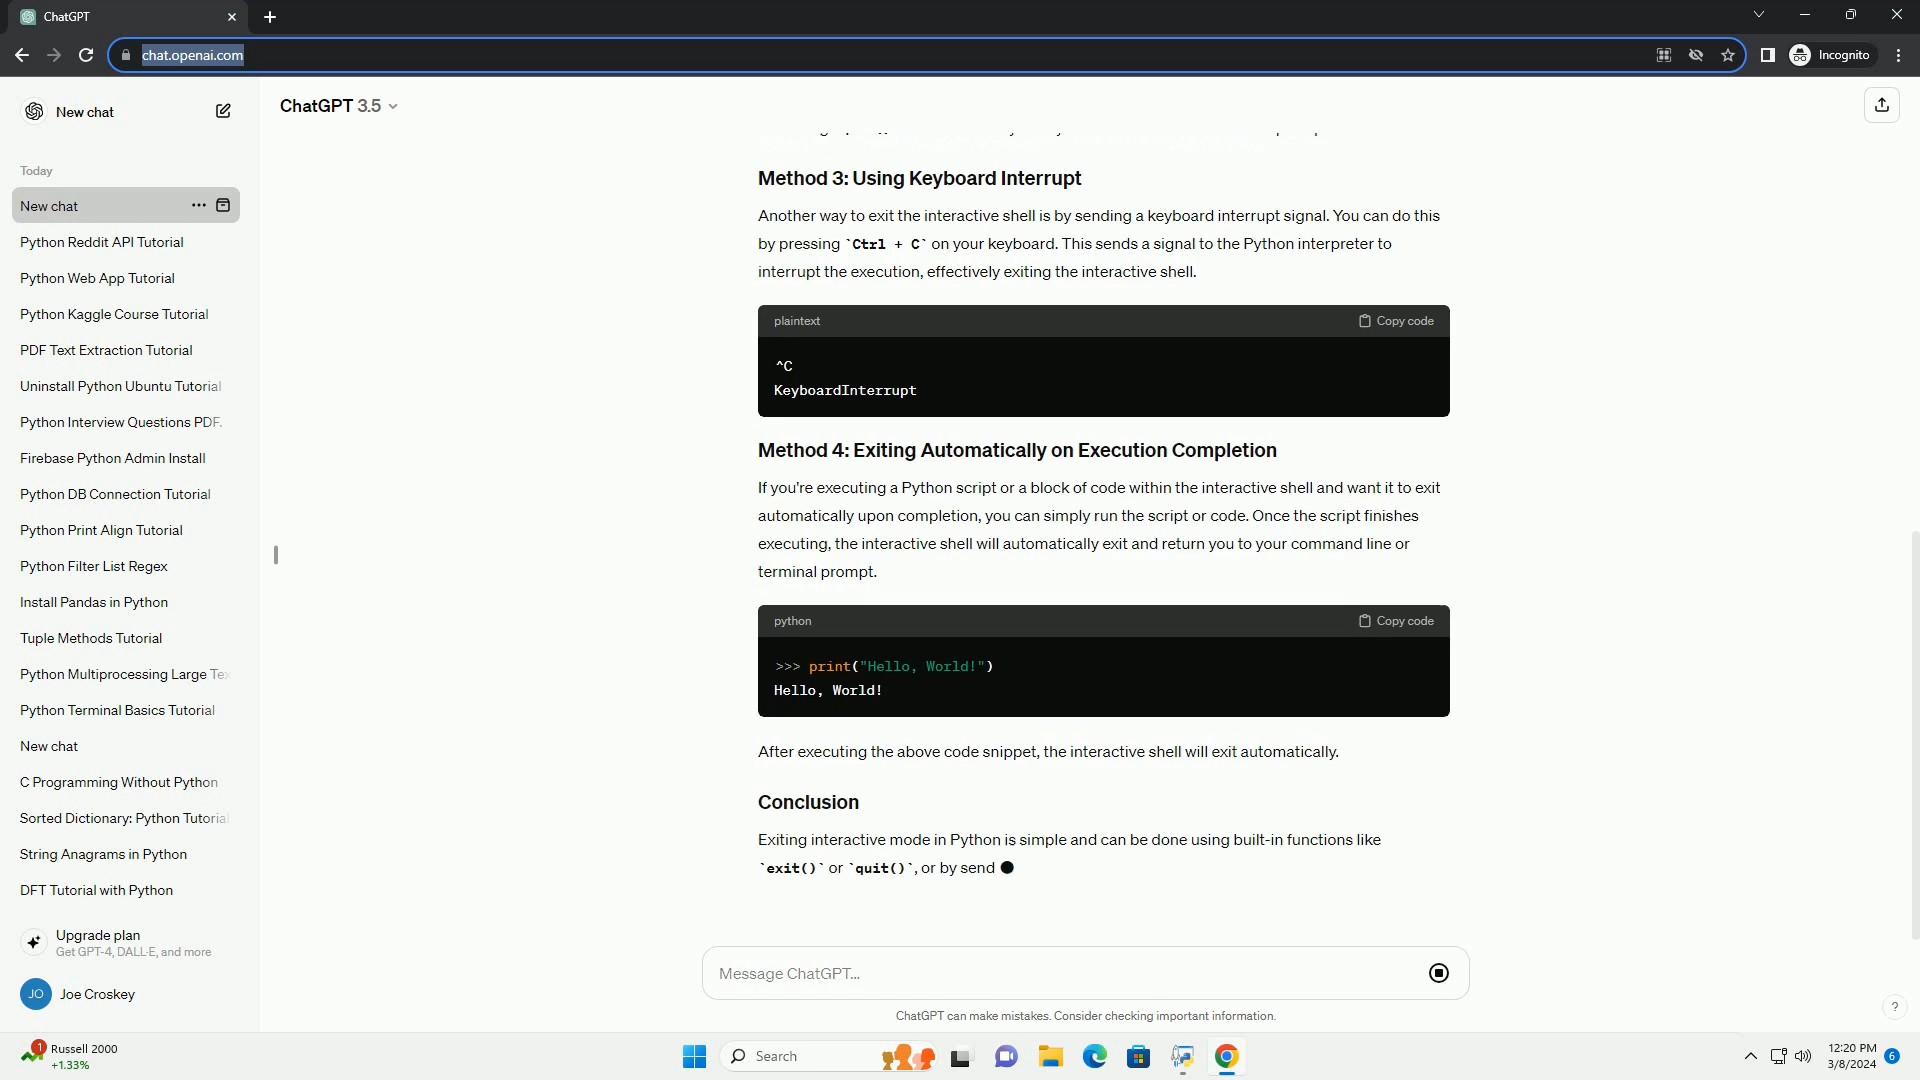 ChatGPT
chat.openai.com
Incognito
New chat
Today
New chat
Python Reddit API Tutorial
Python Web App Tutorial
Python Kaggle Course Tutorial
PDF Text Extraction Tutorial
Uninstall Python Ubuntu Tutorial
Python Interview Questions PDF.
Firebase Python Admin Install
Python DB Connection Tutorial
Python Print Align Tutorial
Python Filter List Regex
Install Pandas in Python
Tuple Methods Tutorial
Python Multiprocessing Large Tex
Python Terminal Basics Tutorial
New chat
C Programming Without Python
Sorted Dictionary: Python Tutorial
String Anagrams in Python
DFT Tutorial with Python
Upgrade plan
Get GPT-4, DALL·E, and more
JO Joe Croskey
ChatGPT 3.5
Method 3: Using Keyboard Interrupt
Another way to exit the interactive shell is by sending a keyboard interrupt signal. You can do this
by pressing `Ctrl + C` on your keyboard. This sends a signal to the Python interpreter to
interrupt the execution, effectively exiting the interactive shell.
plaintext Copy code
^C
KeyboardInterrupt
Method 4: Exiting Automatically on Execution Completion
If you're executing a Python script or a block of code within the interactive shell and want it to exit
automatically upon completion, you can simply run the script or code. Once the script finishes
executing, the interactive shell will automatically exit and return you to your command line or
terminal prompt.
python Copy code
>>> print("Hello, World!")
Hello, World!
After executing the above code snippet, the interactive shell will exit automatically.
Conclusion
Exiting interactive mode in Python is simple and can be done using built-in functions like
`exit()` or `quit()`, or by send
Message ChatGPT...
ChatGPT can make mistakes. Consider checking important information.
?
1
Russell 2000
+1.33%
Search
12:20 PM
3/8/2024
6